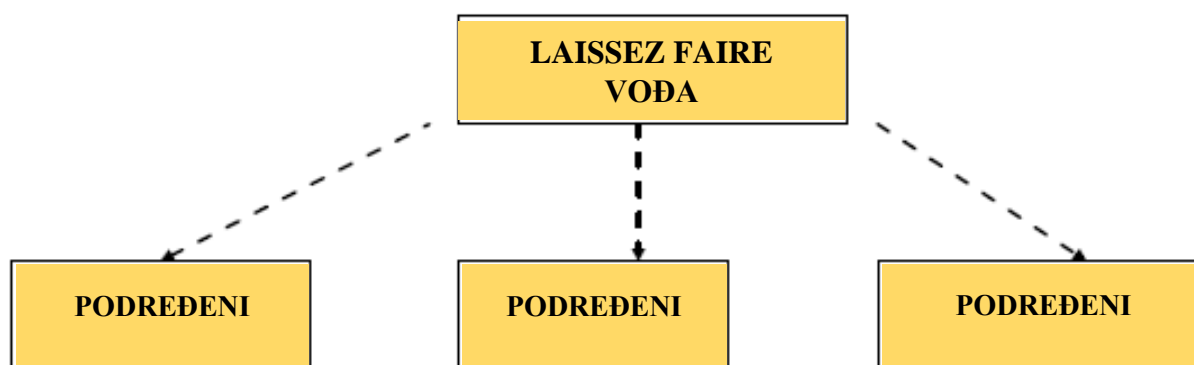 LAISSEZ FAIRE
VOĐA
PODREĐENI
PODREĐENI
PODREĐENI